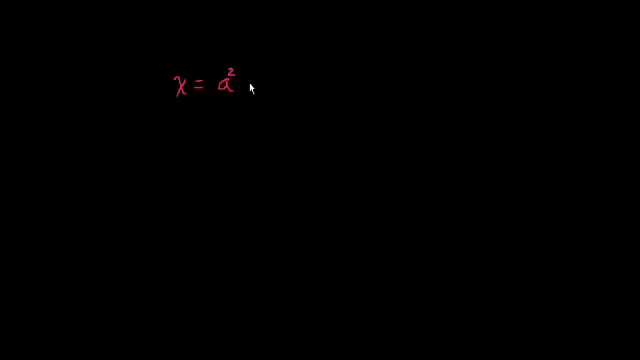 x = a²